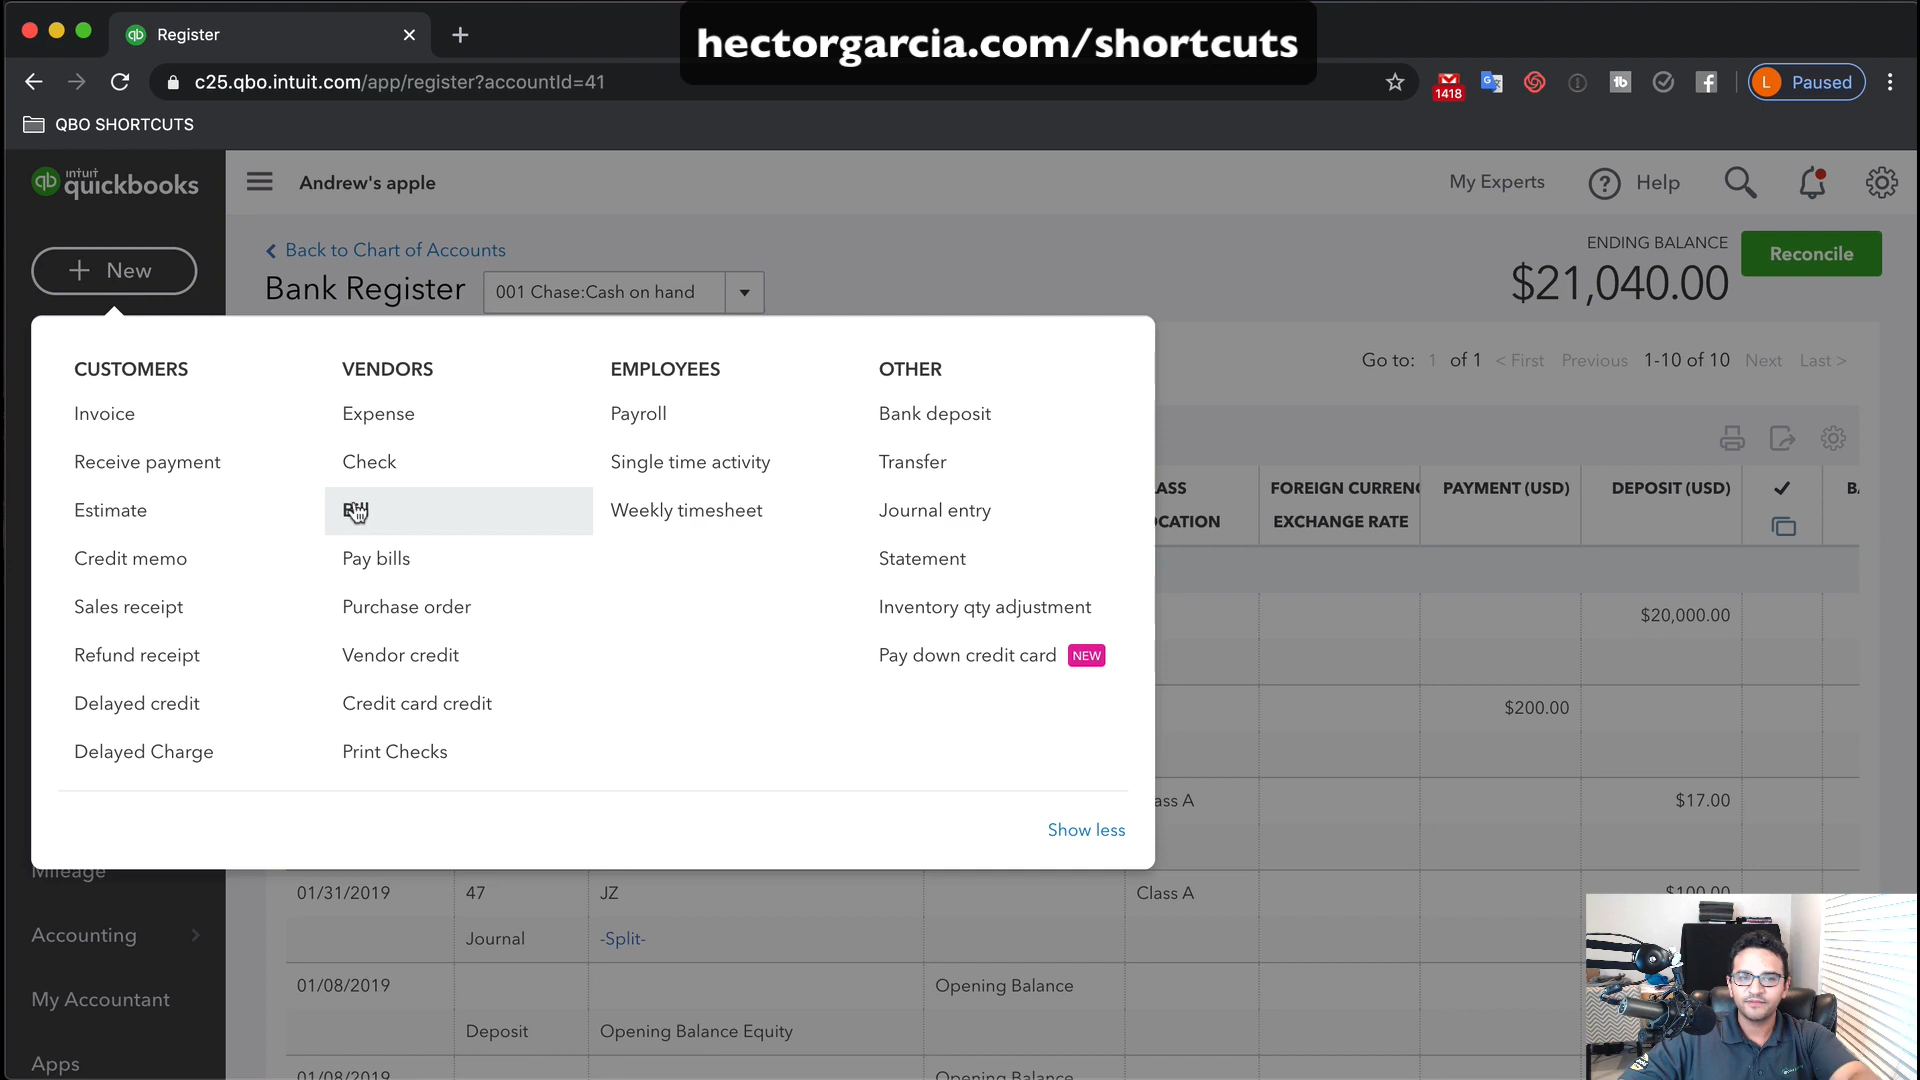 Register
hectorgarcia.com/shortcuts
c25.qbo.intuit.com/app/register?accountId=41
1418
L Paused
QBO SHORTCUTS
intuit quickbooks
Andrew's apple
My Experts
Help
+ New
< Back to Chart of Accounts
Bank Register
001 Chase:Cash on hand
ENDING BALANCE
$21,040.00
Reconcile
Go to: 1 of 1 < First Previous 1-10 of 10 Next Last >
CUSTOMERS
Invoice
Receive payment
Estimate
Credit memo
Sales receipt
Refund receipt
Delayed credit
Delayed Charge
VENDORS
Expense
Check
Pay bills
Purchase order
Vendor credit
Credit card credit
Print Checks
EMPLOYEES
Payroll
Single time activity
Weekly timesheet
OTHER
Bank deposit
Transfer
Journal entry
Statement
Inventory qty adjustment
Pay down credit card NEW
Show less
ASS
OCATION
FOREIGN CURRENC
EXCHANGE RATE
PAYMENT (USD)
DEPOSIT (USD)
$20,000.00
$200.00
ass A
$17.00
01/31/2019 47 JZ Class A $100.00
Journal -Split-
01/08/2019 Opening Balance
Deposit Opening Balance Equity
01/08/2019 Opening Balance
Mileage
Accounting
My Accountant
Apps